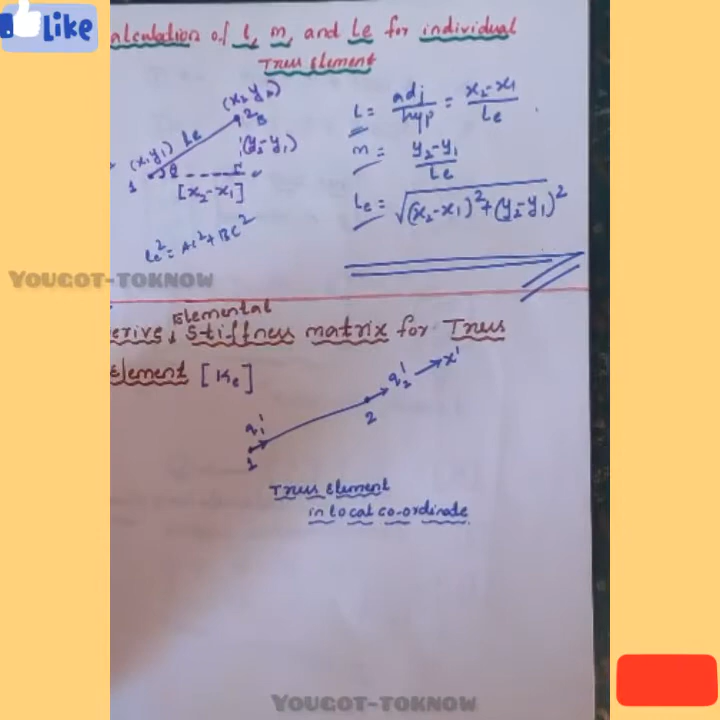 Like
alculation of l, m, and le for individual
Truss Element
(x₂ y₂)
2 B
(x₁ y₁) le
(y₂-y₁)
1 θ
[x₂-x₁]
le² = AC² + BC²
l = adj/hyp = x₂-x₁/le
m = y₂-y₁/le
le = √(x₂-x₁)²+(y₂-y₁)²
YOUGOT-TOKNOW
Elemental
erive, Stiffness matrix for Truss
Element [Ke]
q₁'
1
2
q₂'
x'
Truss Element
in local co-ordinate
YOUGOT-TOKNOW